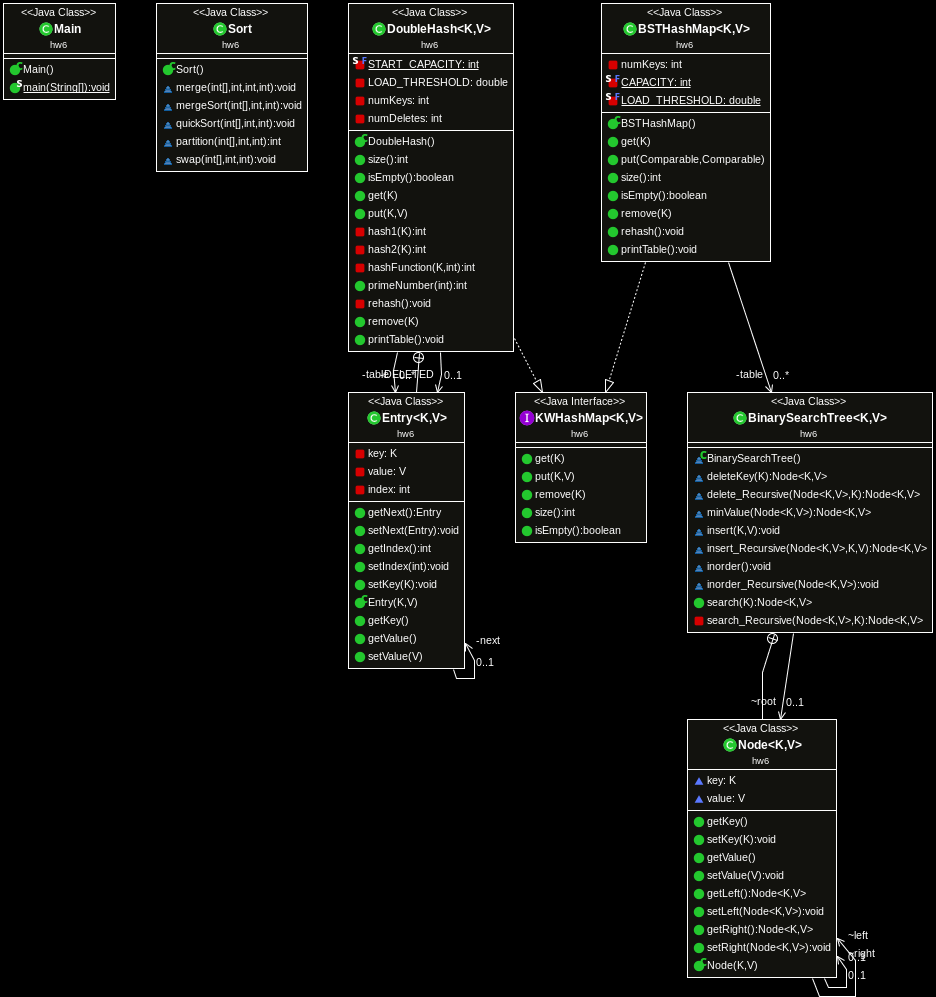 <<Java Class>>
Main
hw6
Main()
main(String[]):void
<<Java Class>>
Sort
hw6
Sort()
merge(int[],int,int,int):void
mergeSort(int[],int,int):void
quickSort(int[],int,int):void
partition(int[],int,int):int
swap(int[],int,int):void
<<Java Class>>
DoubleHash<K,V>
hw6
START_CAPACITY: int
LOAD_THRESHOLD: double
numKeys: int
numDeletes: int
DoubleHash()
size():int
isEmpty():boolean
get(K)
put(K,V)
hash1(K):int
hash2(K):int
hashFunction(K,int):int
primeNumber(int):int
rehash():void
remove(K)
printTable():void
<<Java Class>>
BSTHashMap<K,V>
hw6
numKeys: int
CAPACITY: int
LOAD_THRESHOLD: double
BSTHashMap()
get(K)
put(Comparable,Comparable)
size():int
isEmpty():boolean
remove(K)
rehash():void
printTable():void
-table
0..*
-DELETED
0..1
-table
0..*
<<Java Class>>
Entry<K,V>
hw6
key: K
value: V
index: int
getNext():Entry
setNext(Entry):void
getIndex():int
setIndex(int):void
setKey(K):void
Entry(K,V)
getKey()
getValue()
setValue(V)
-next
0..1
<<Java Interface>>
KWHashMap<K,V>
hw6
get(K)
put(K,V)
remove(K)
size():int
isEmpty():boolean
<<Java Class>>
BinarySearchTree<K,V>
hw6
BinarySearchTree()
deleteKey(K):Node<K,V>
delete_Recursive(Node<K,V>,K):Node<K,V>
minValue(Node<K,V>):Node<K,V>
insert(K,V):void
insert_Recursive(Node<K,V>,K,V):Node<K,V>
inorder():void
inorder_Recursive(Node<K,V>):void
search(K):Node<K,V>
search_Recursive(Node<K,V>,K):Node<K,V>
~root
0..1
<<Java Class>>
Node<K,V>
hw6
key: K
value: V
getKey()
setKey(K):void
getValue()
setValue(V):void
getLeft():Node<K,V>
setLeft(Node<K,V>):void
getRight():Node<K,V>
setRight(Node<K,V>):void
Node(K,V)
~left
~right
0..1
0..1